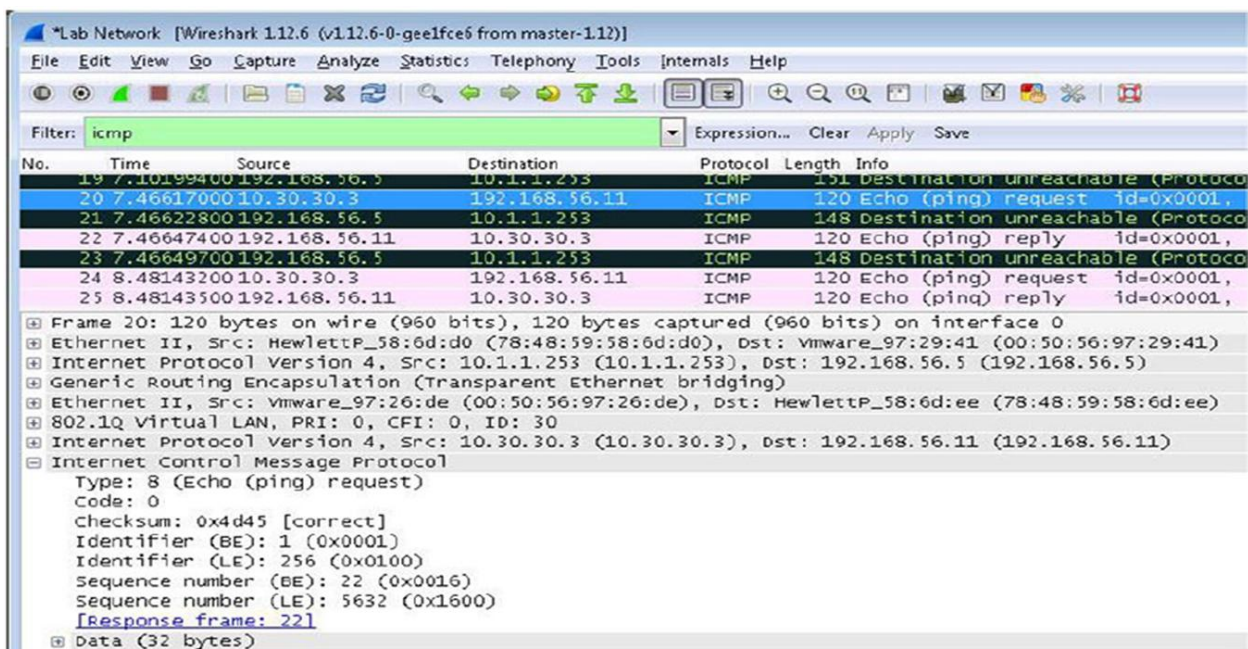 *Lab Network [Wireshark 1.12.6 (v1.12.6-0-gee1fce6 from master-1.12)]
File Edit View Go Capture Analyze Statistics Telephony Tools Internals Help
Filter: icmp Expression... Clear Apply Save
No. Time Source Destination Protocol Length Info
19 7.10199400 192.168.56.5 10.1.1.253 ICMP 151 Destination unreachable (Protoco
20 7.46617000 10.30.30.3 192.168.56.11 ICMP 120 Echo (ping) request id=0x0001,
21 7.46622800 192.168.56.5 10.1.1.253 ICMP 148 Destination unreachable (Protoco
22 7.46647400 192.168.56.11 10.30.30.3 ICMP 120 Echo (ping) reply id=0x0001,
23 7.46649700 192.168.56.5 10.1.1.253 ICMP 148 Destination unreachable (Protoco
24 8.48143200 10.30.30.3 192.168.56.11 ICMP 120 Echo (ping) request id=0x0001,
25 8.48143500 192.168.56.11 10.30.30.3 ICMP 120 Echo (ping) reply id=0x0001,
Frame 20: 120 bytes on wire (960 bits), 120 bytes captured (960 bits) on interface 0
Ethernet II, Src: HewlettP_58:6d:d0 (78:48:59:58:6d:d0), Dst: Vmware_97:29:41 (00:50:56:97:29:41)
Internet Protocol Version 4, Src: 10.1.1.253 (10.1.1.253), Dst: 192.168.56.5 (192.168.56.5)
Generic Routing Encapsulation (Transparent Ethernet bridging)
Ethernet II, Src: Vmware_97:26:de (00:50:56:97:26:de), Dst: HewlettP_58:6d:ee (78:48:59:58:6d:ee)
802.1Q Virtual LAN, PRI: 0, CFI: 0, ID: 30
Internet Protocol Version 4, Src: 10.30.30.3 (10.30.30.3), Dst: 192.168.56.11 (192.168.56.11)
Internet Control Message Protocol
Type: 8 (Echo (ping) request)
Code: 0
Checksum: 0x4d45 [correct]
Identifier (BE): 1 (0x0001)
Identifier (LE): 256 (0x0100)
Sequence number (BE): 22 (0x0016)
Sequence number (LE): 5632 (0x1600)
[Response frame: 22]
Data (32 bytes)